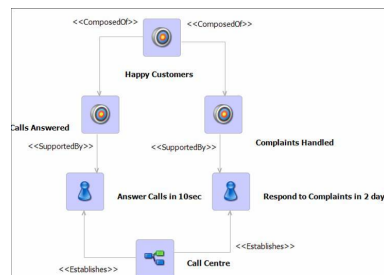 <<ComposedOf>> <<ComposedOf>>
Happy Customers
Calls Answered
Complaints Handled
<<SupportedBy>> <<SupportedBy>>
Answer Calls in 10sec Respond to Complaints in 2 day
<<Establishes>>
Call Centre
<<Establishes>>